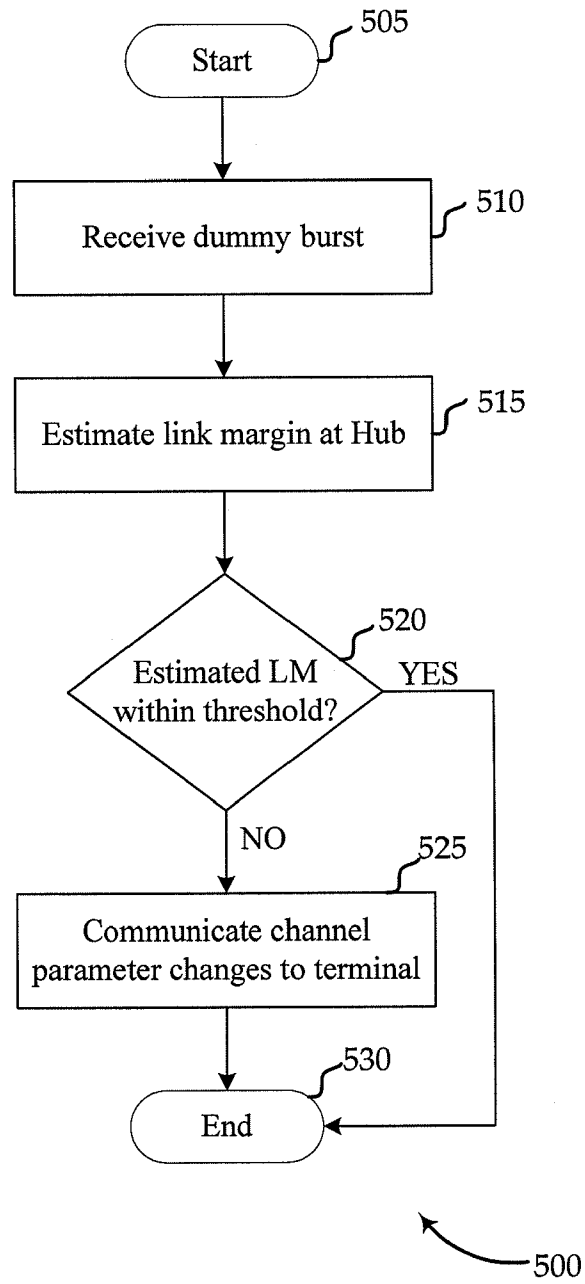 505
Start
510
Receive dummy burst
515
Estimate link margin at Hub
520
Estimated LM
within threshold?
YES
NO
525
Communicate channel
parameter changes to terminal
530
End
500